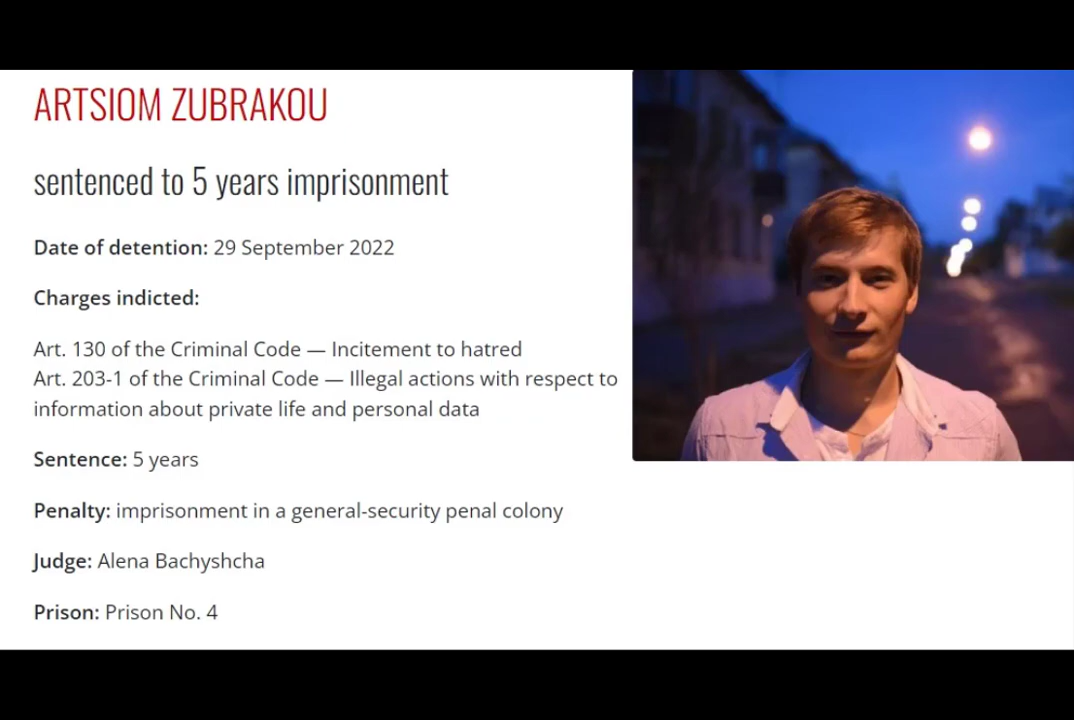 ARTSIOM ZUBRAKOU
sentenced to 5 years imprisonment
Date of detention: 29 September 2022
Charges indicted:
Art. 130 of the Criminal Code — Incitement to hatred
Art. 203-1 of the Criminal Code — Illegal actions with respect to
information about private life and personal data
Sentence: 5 years
Penalty: imprisonment in a general-security penal colony
Judge: Alena Bachyshcha
Prison: Prison No. 4